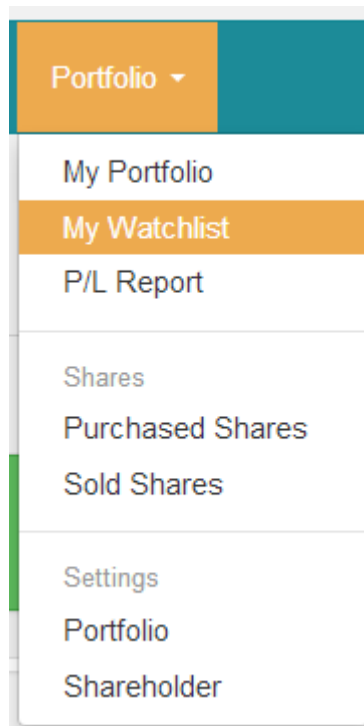 Portfolio
My Portfolio
My Watchlist
P/L Report
Shares
Purchased Shares
Sold Shares
Settings
Portfolio
Shareholder